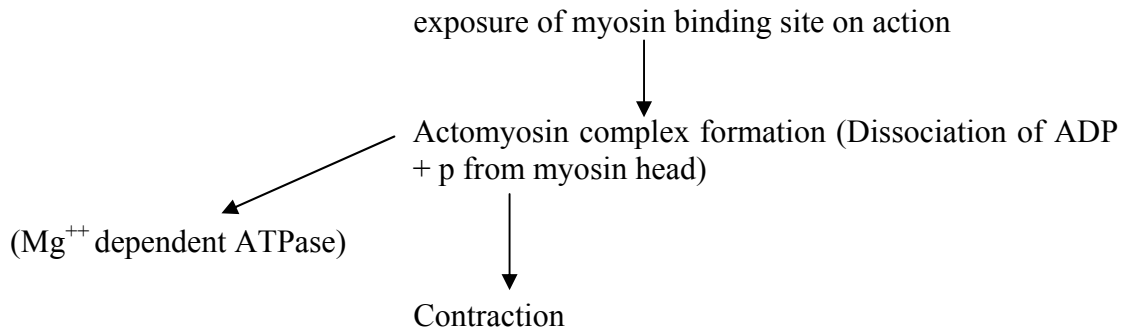 exposure of myosin binding site on action
Actomyosin complex formation (Dissociation of ADP
+ p from myosin head)
(Mg++ dependent ATPase)
Contraction